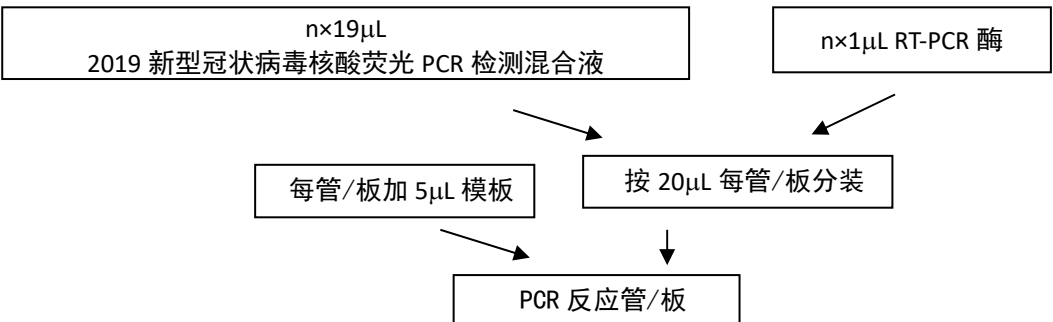 n×19μL
2019 新型冠状病毒核酸荧光 PCR 检测混合液
n×1μL RT-PCR 酶
每管/板加 5μL 模板
按 20μL 每管/板分装
PCR 反应管/板